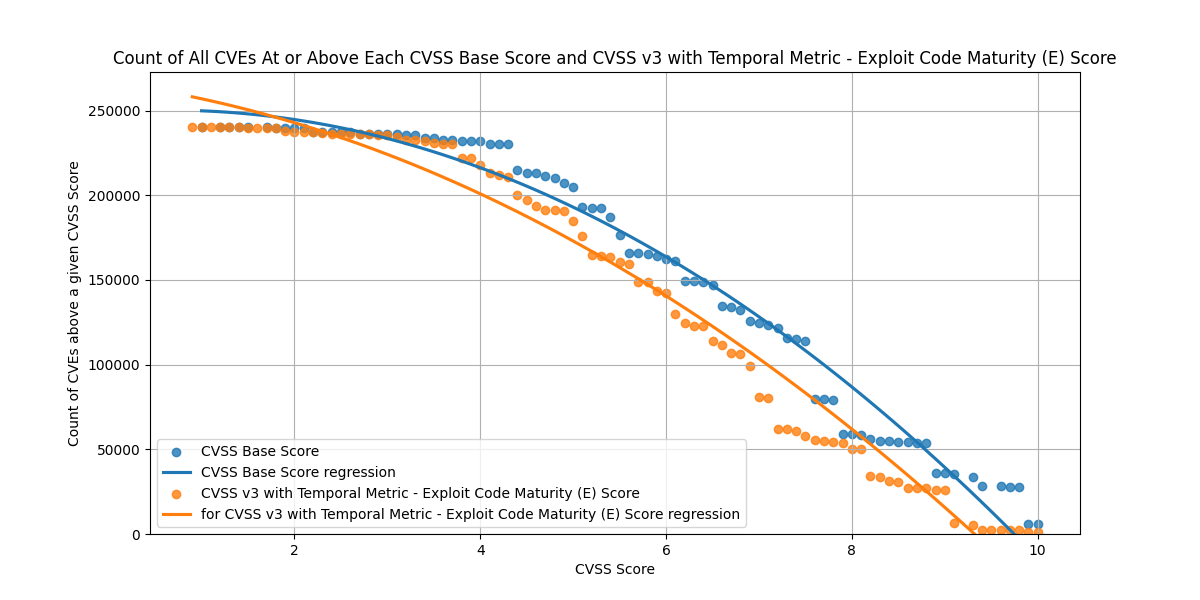 Count of All CVEs At or Above Each CVSS Base Score and CVSS v3 with Temporal Metric - Exploit Code Maturity (E) Score
Count of CVEs above a given CVSS Score
250000
200000
150000
100000
50000
0
CVSS Base Score
CVSS Base Score regression
CVSS v3 with Temporal Metric - Exploit Code Maturity (E) Score
for CVSS v3 with Temporal Metric - Exploit Code Maturity (E) Score regression
2
4
6
8
10
CVSS Score